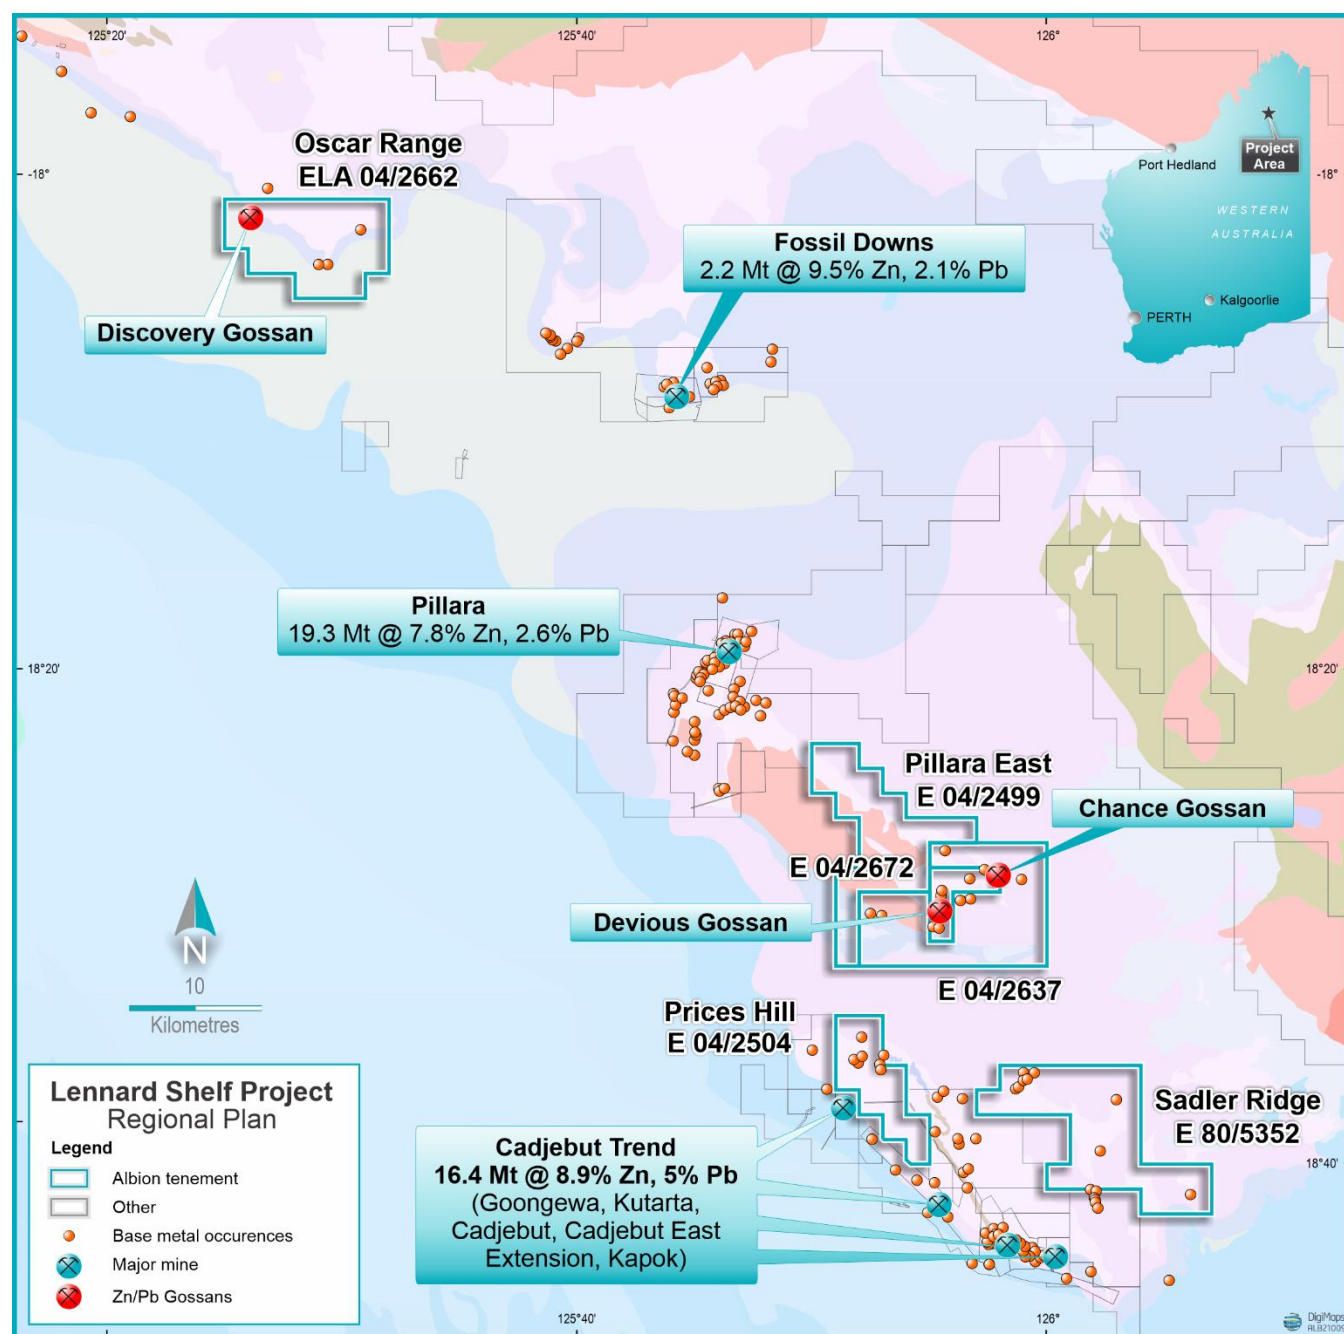 125°20'
125°40'
126°
-18°
-18°
Oscar Range
ELA 04/2662
Port Hedland
Project
Area
WESTERN
AUSTRALIA
Kalgoorlie
PERTH
Fossil Downs
2.2 Mt @ 9.5% Zn, 2.1% Pb
Discovery Gossan
Pillara
19.3 Mt @ 7.8% Zn, 2.6% Pb
18°20'
18°20'
Pillara East
E 04/2499
Chance Gossan
E 04/2672
Devious Gossan
E 04/2637
N
10
Kilometres
Prices Hill
E 04/2504
Sadler Ridge
E 80/5352
18°40'
Cadjebut Trend
16.4 Mt @ 8.9% Zn, 5% Pb
(Goongewa, Kutarta,
Cadjebut, Cadjebut East
Extension, Kapok)
Lennard Shelf Project
Regional Plan
Legend
Albion tenement
Other
Base metal occurences
Major mine
Zn/Pb Gossans
125°40'
126°